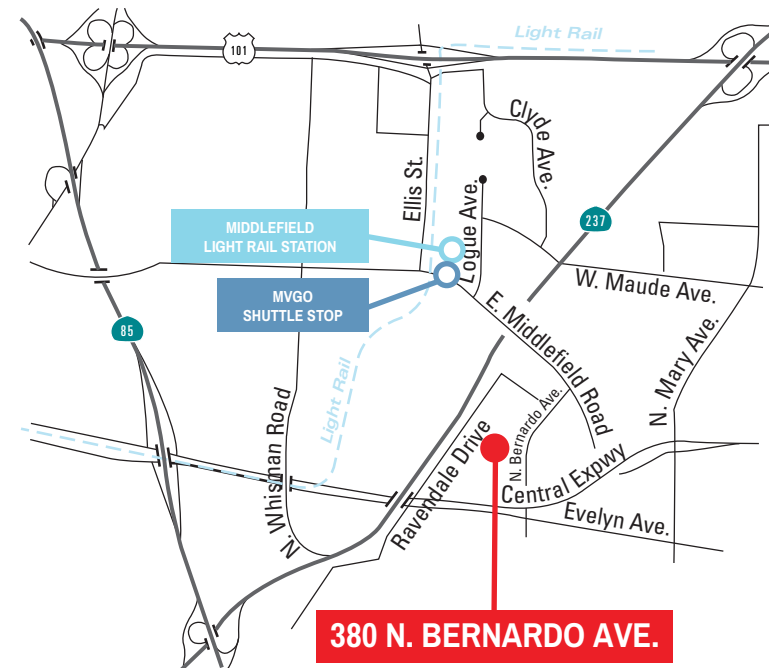 Light Rail
101
Clyde Ave.
Ellis St.
Logue Ave.
237
MIDDLEFIELD
LIGHT RAIL STATION
W. Maude Ave.
MVGO
SHUTTLE STOP
85
E. Middlefield Road
N. Mary Ave.
Light Rail
N. Whisman Road
Ravendale Drive
N. Bernardo Ave.
Central Expwy
Evelyn Ave.
380 N. BERNARDO AVE.